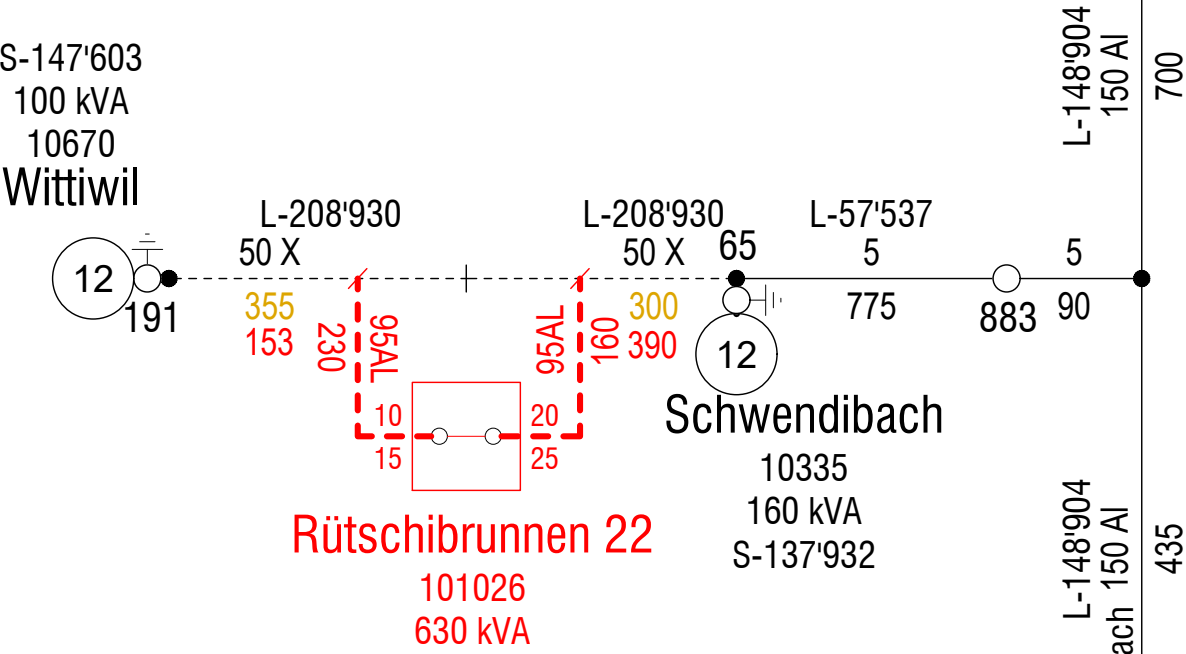 S-147'603
100 kVA
10670
Wittiwil
12
191
L-208'930
50 X
355
153
230
95AL
10
15
Rütschibrunnen 22
101026
630 kVA
20
25
95AL
160
L-208'930
50 X
300
390
65
12
Schwendibach
10335
160 kVA
S-137'932
L-57'537
5
775
883
5
90
L-148'904
150 Al
700
L-148'904
ach 150 Al
435